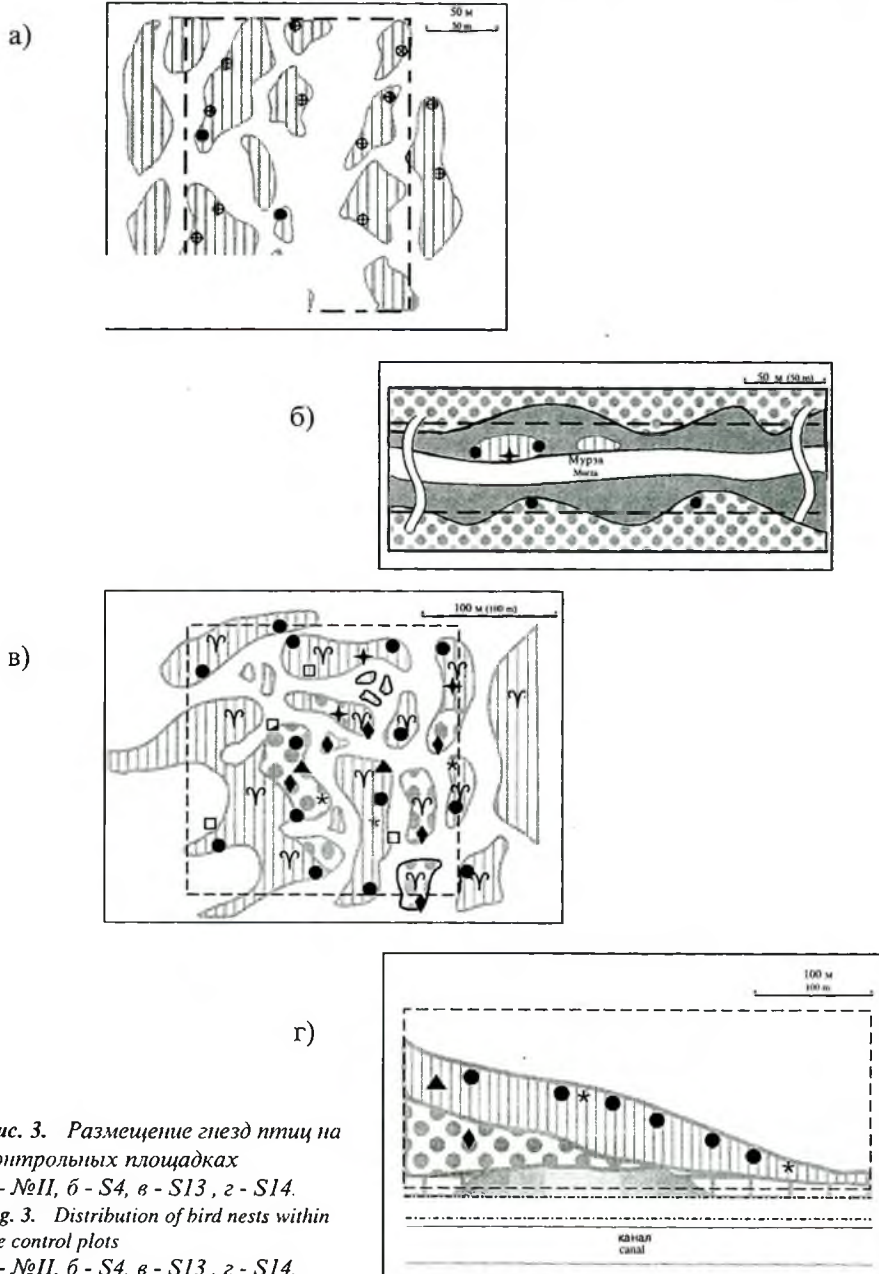 а)
50 м
50 m
б)
50 м (50 m)
Мурза
Murza
в)
100 м (100 m)
г)
100 м
100 m
ис. 3. Размещение гнезд птиц на
онтрольных площадках
- №II, б - S4, в - S13 , г - S14.
g. 3. Distribution of bird nests within
e control plots
- №II, б - S4, в - S13 , г - S14.
канал
canal